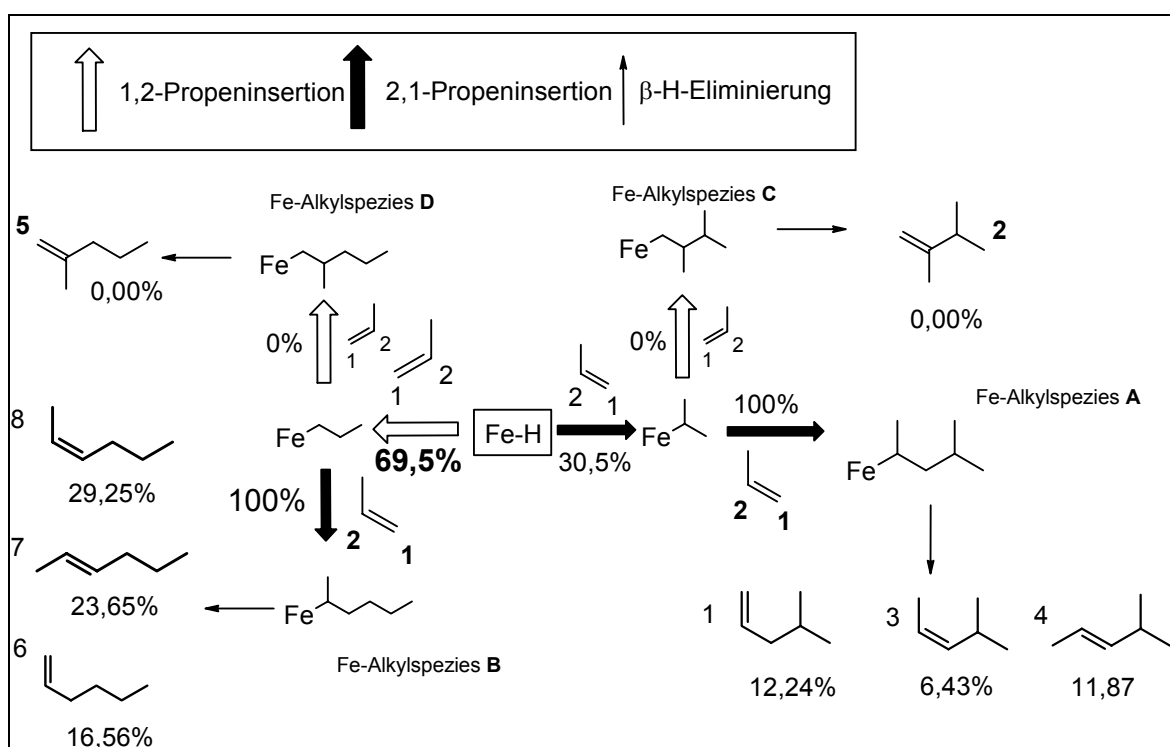 1,2-Propeninsertion 2,1-Propeninsertion β-H-Eliminierung
Fe-Alkylspezies D
Fe-Alkylspezies C
5
Fe
Fe
2
0,00%
0,00%
0%
1
2
1
2
0%
1
2
2
1
100%
Fe-Alkylspezies A
8
Fe
69,5%
Fe-H
30,5%
Fe
Fe
29,25%
100%
2
1
2
1
7
23,65%
Fe
Fe-Alkylspezies B
6
16,56%
1
3
4
12,24%
6,43%
11,87